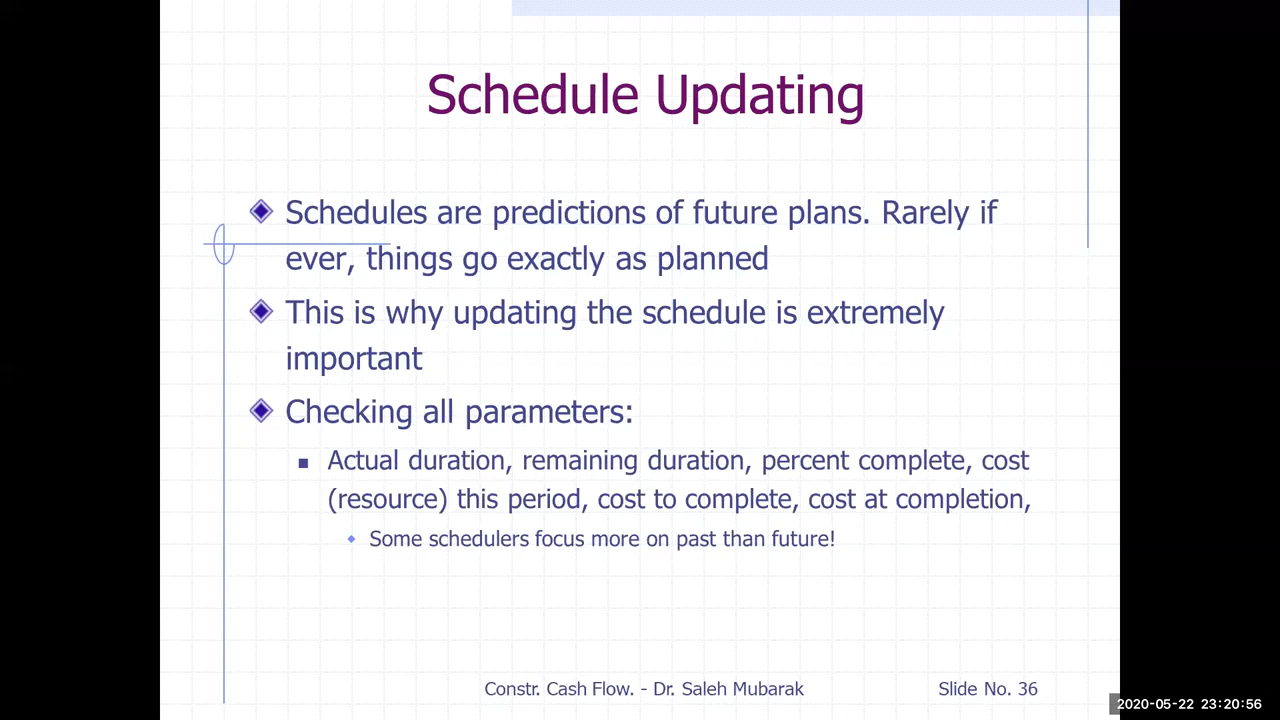 Schedule Updating
Schedules are predictions of future plans. Rarely if
ever, things go exactly as planned
This is why updating the schedule is extremely
important
Checking all parameters:
Actual duration, remaining duration, percent complete, cost
(resource) this period, cost to complete, cost at completion,
Some schedulers focus more on past than future!
Constr. Cash Flow. - Dr. Saleh Mubarak
Slide No. 36
2020-05-22 23:20:56